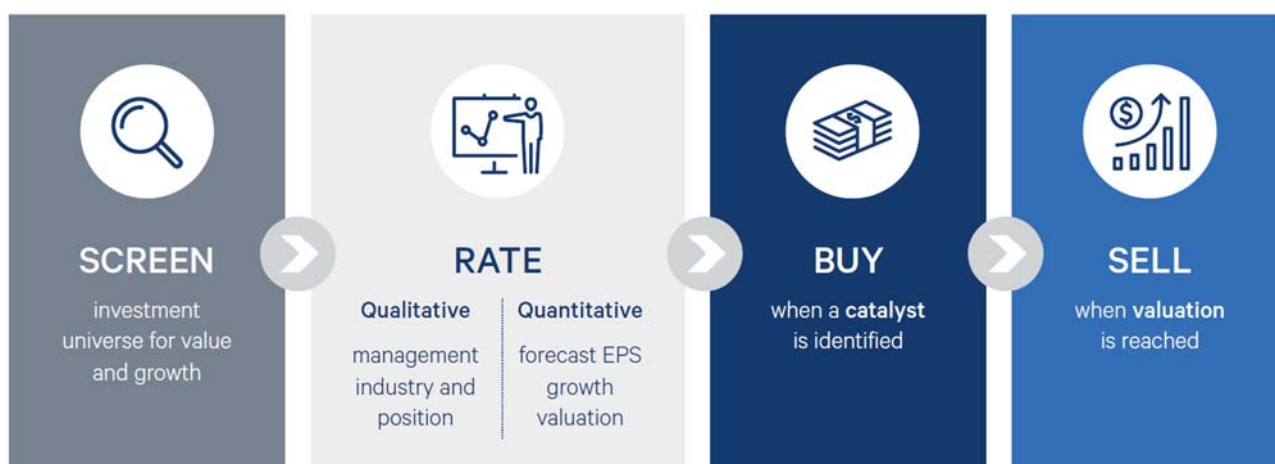 SCREEN
investment
universe for value
and growth
RATE
Qualitative
management
industry and
position
Quantitative
forecast EPS
growth
valuation
BUY
when a catalyst
is identified
$
SELL
when valuation
is reached
$